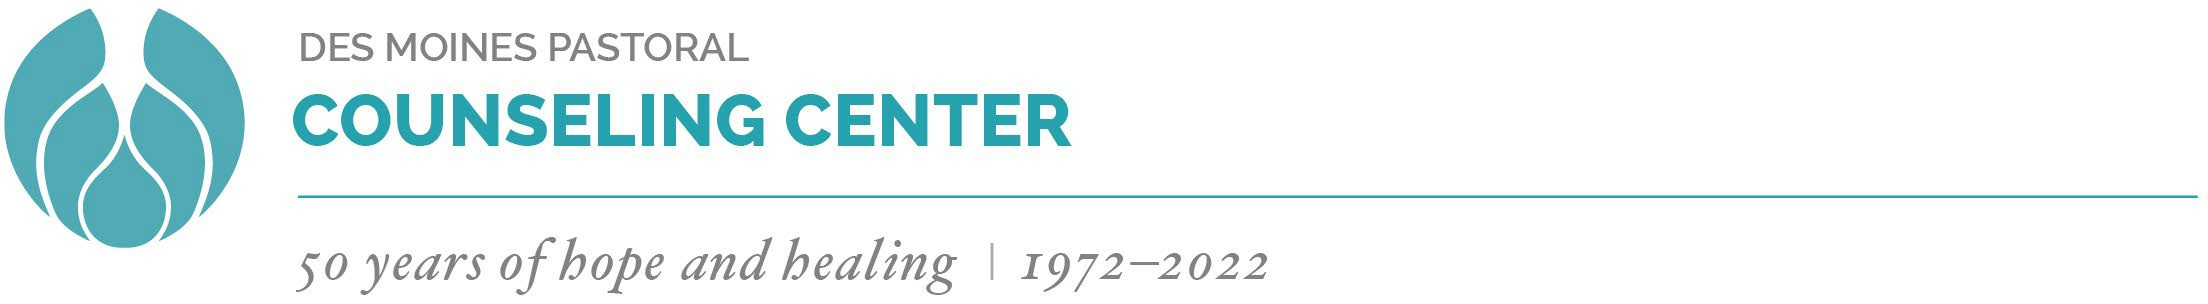 DES MOINES PASTORAL
COUNSELING CENTER
50 years of hope and healing | 1972–2022